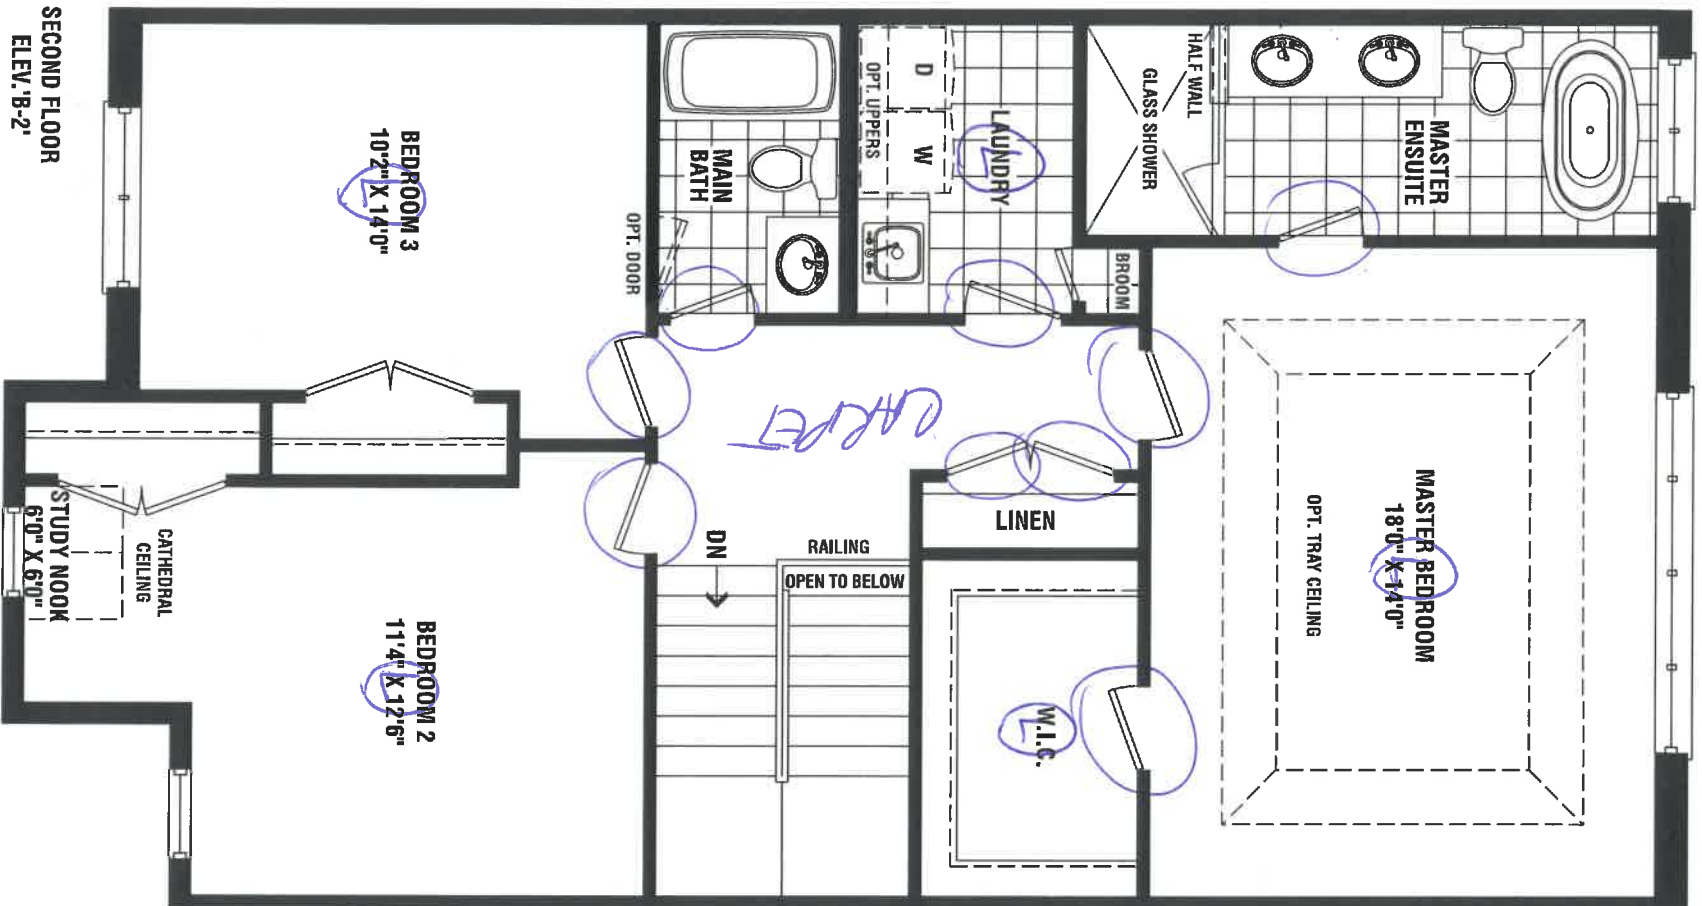 SECOND FLOOR
ELEV. 'B-2'
BEDROOM 3
10'2" X 14'0"
L
OPT. DOOR
MAIN
BATH
D
W
OPT. UPPERS
LAUNDRY
L
BROOM
HALF WALL
GLASS SHOWER
MASTER
ENSUITE
CARPET
LINEN
MASTER BEDROOM
18'0" X 14'0"
L
OPT. TRAY CEILING
STUDY NOOK
6'0" X 6'0"
CATHEDRAL
CEILING
BEDROOM 2
11'4" X 12'6"
L
DN
RAILING
OPEN TO BELOW
W.I.C.
L